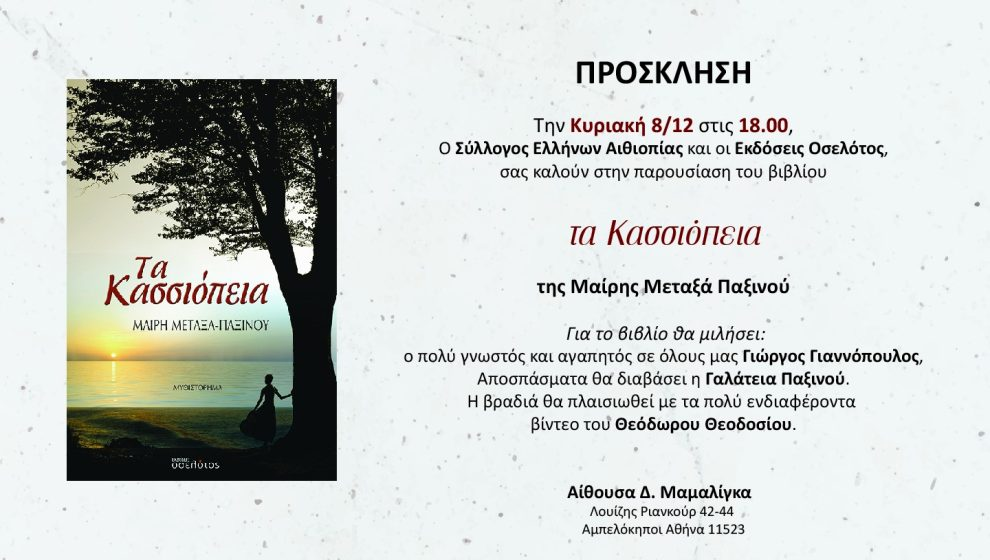 Τα
Κασσιόπεια
ΜΑΙΡΗ ΜΕΤΑΞΑ-ΠΑΞΙΝΟΥ
ΜΥΘΙΣΤΟΡΗΜΑ
ΕΚΔΟΣΕΙΣ
οσελότος
ΠΡΟΣΚΛΗΣΗ
Την Κυριακή 8/12 στις 18.00,
Ο Σύλλογος Ελλήνων Αιθιοπίας και οι Εκδόσεις Οσελότος,
σας καλούν στην παρουσίαση του βιβλίου
τα Κασσιόπεια
της Μαίρης Μεταξά Παξινού
Για το βιβλίο θα μιλήσει:
ο πολύ γνωστός και αγαπητός σε όλους μας Γιώργος Γιαννόπουλος,
Αποσπάσματα θα διαβάσει η Γαλάτεια Παξινού.
Η βραδιά θα πλαισιωθεί με τα πολύ ενδιαφέροντα
βίντεο του Θεόδωρου Θεοδοσίου.
Αίθουσα Δ. Μαμαλίγκα
Λουίζης Ριανκούρ 42-44
Αμπελόκηποι Αθήνα 11523